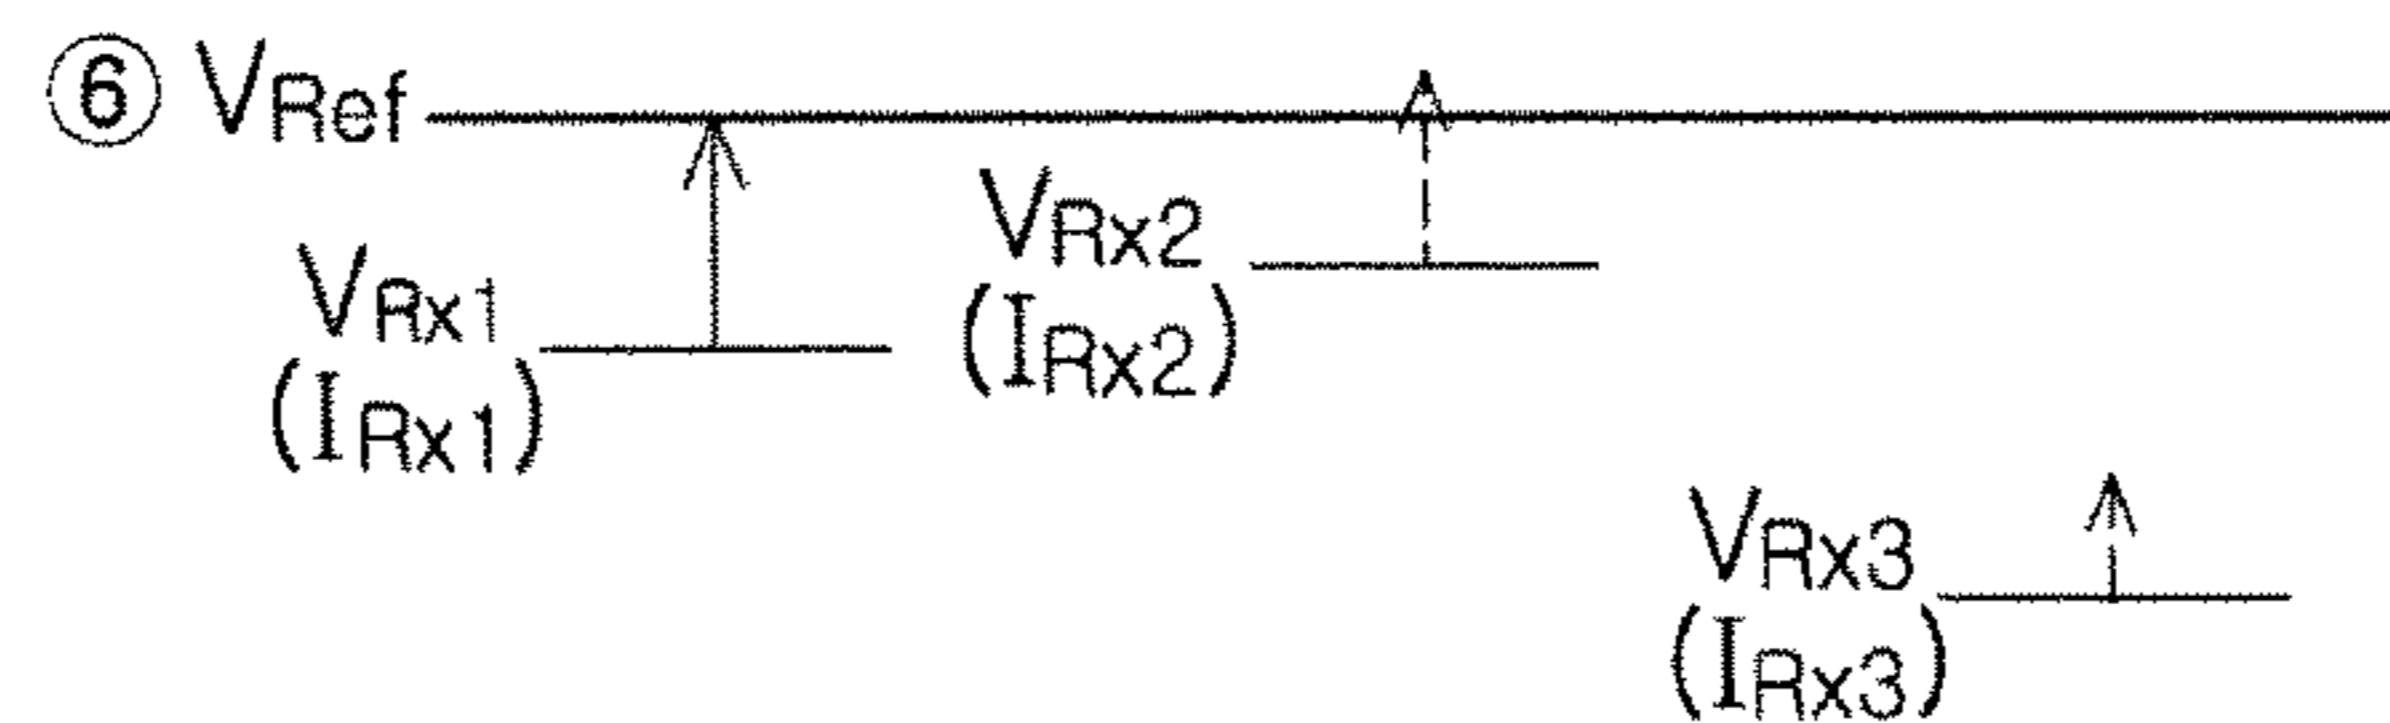 ⑥ VRef
VRx1
(IRx1)
VRx2
(IRx2)
VRx3
(IRx3)